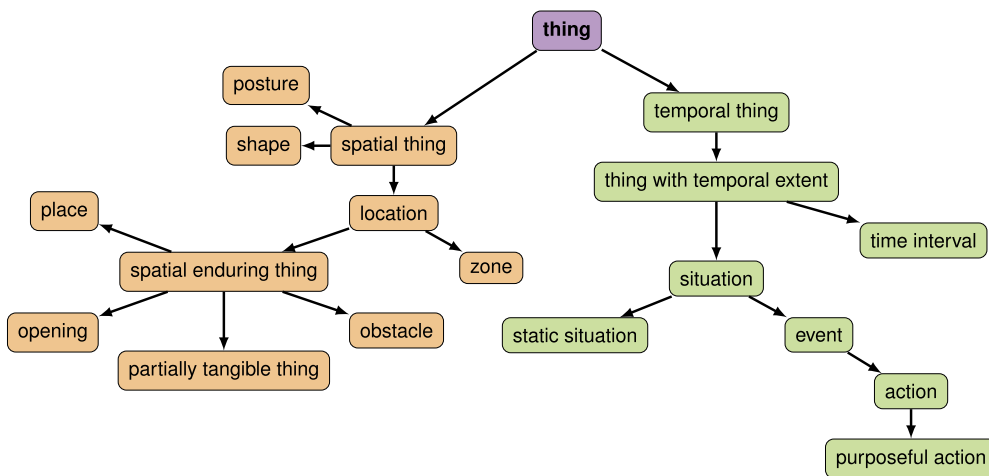 thing
posture
temporal thing
shape
spatial thing
thing with temporal extent
place
location
time interval
spatial enduring thing
zone
situation
opening
obstacle
static situation
event
partially tangible thing
action
purposeful action